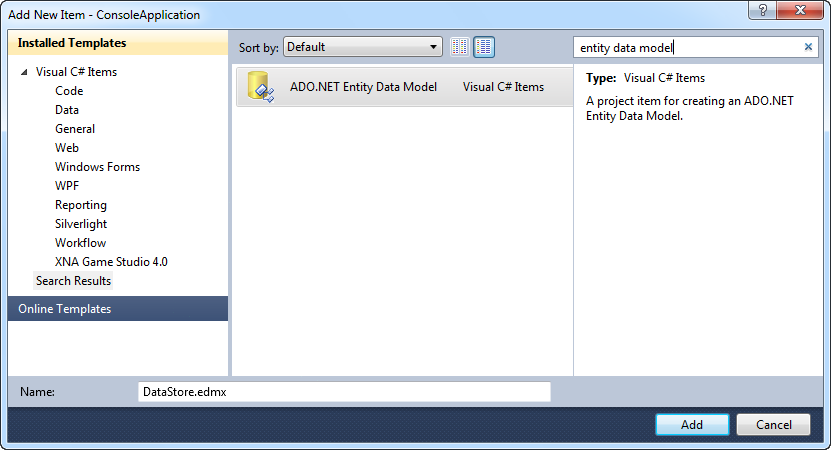 Add New Item - ConsoleApplication
Installed Templates
Visual C# Items
Code
Data
General
Web
Windows Forms
WPF
Reporting
Silverlight
Workflow
XNA Game Studio 4.0
Search Results
Online Templates
Sort by: Default
ADO.NET Entity Data Model Visual C# Items
entity data model
Type: Visual C# Items
A project item for creating an ADO.NET
Entity Data Model.
Name: DataStore.edmx
Add Cancel